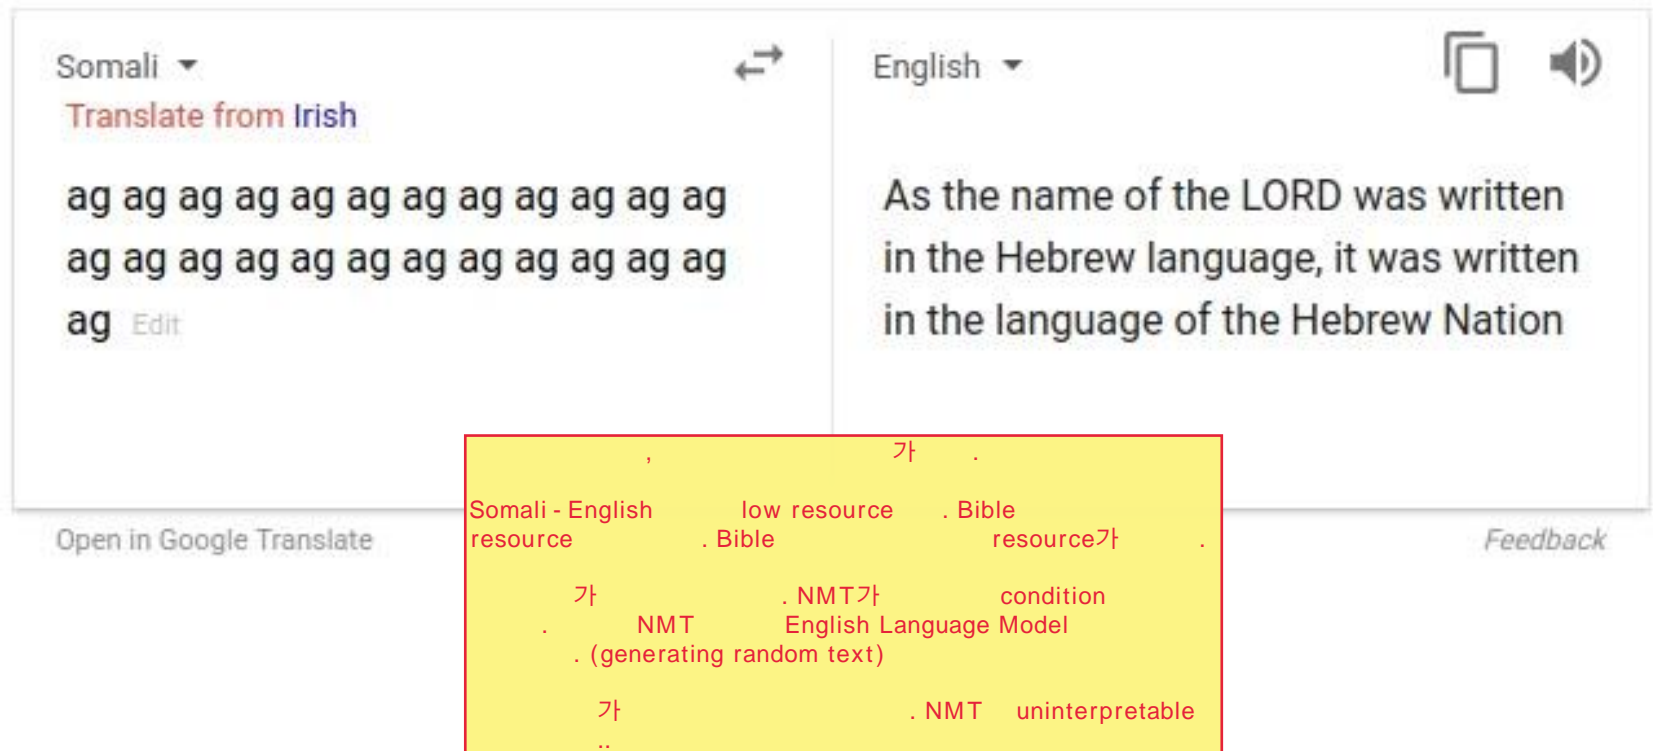 Somali
English
Translate from Irish
ag ag ag ag ag ag ag ag ag ag ag ag
ag ag ag ag ag ag ag ag ag ag ag ag
ag Edit
As the name of the LORD was written
in the Hebrew language, it was written
in the language of the Hebrew Nation
Open in Google Translate
Feedback
, 가 .
Somali - English low resource . Bible
resource . Bible resource가 .
가 . NMT가 condition
. NMT English Language Model
. (generating random text)
가 . NMT uninterpretable
..